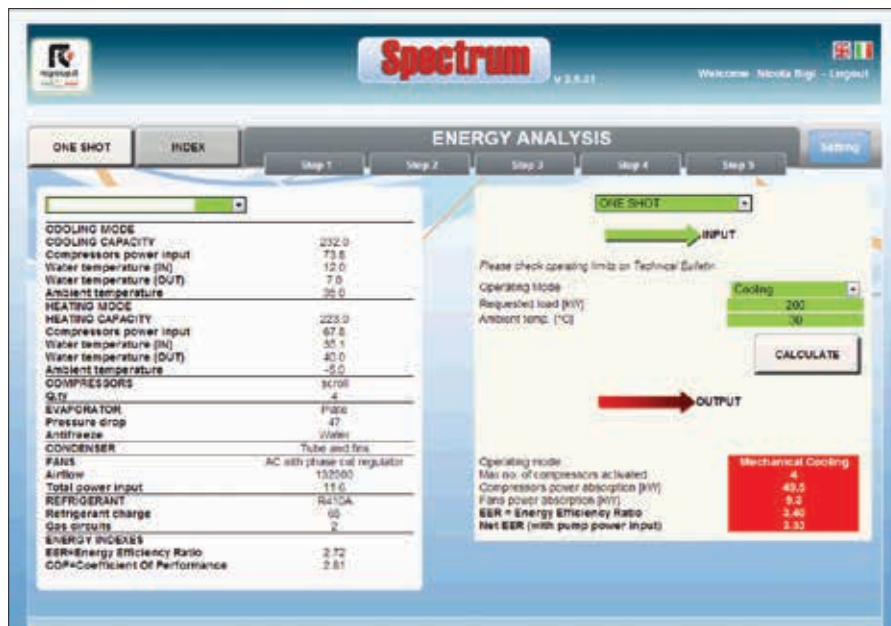 Spectrum
Welcome Nicola Bigi - Logout
ONE SHOT
INDEX
ENERGY ANALYSIS
Setting
Step 1
Step 2
Step 3
Step 4
Step 5
COOLING MODE
COOLING CAPACITY 232.0
Compressors power input 73.8
Water temperature (IN) 12.0
Water temperature (OUT) 7.0
Ambient temperature 35.0
HEATING MODE
HEATING CAPACITY 223.0
Compressors power input 67.8
Water temperature (IN) 35.1
Water temperature (OUT) 40.0
Ambient temperature -5.0
COMPRESSORS scroll
Q.ty 4
EVAPORATOR Plate
Pressure drop 47
Antifreeze Water
CONDENSER Tube and fins
FANS AC with phase cut regulator
Airflow 132000
Total power input 11.6
REFRIGERANT R410A
Refrigerant charge
Gas circuits 2
ENERGY INDEXES
EER=Energy Efficiency Ratio 2.72
COP=Coefficient Of Performance 2.81
ONE SHOT
INPUT
Please check operating limits on Technical Bulletin
Operating Mode Cooling
Requested load [kW] 200
Ambient temp. [°C] 30
CALCULATE
OUTPUT
Operating mode Mechanical Cooling
Max no. of compressors activated 4
Compressors power absorption [kW] 49.5
Fans power absorption [kW] 9.3
EER = Energy Efficiency Ratio 3.40
Net EER (with pump power input)